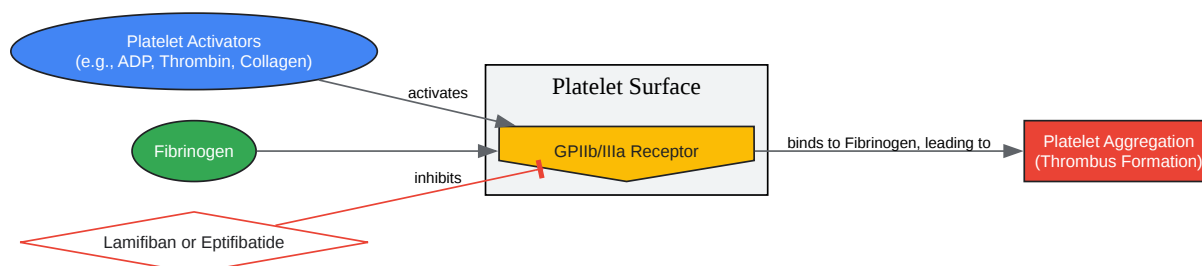 Platelet Activators
(e.g., ADP, Thrombin, Collagen)
activates
Platelet Surface
Fibrinogen
GPIIb/IIIa Receptor
binds to Fibrinogen, leading to
Platelet Aggregation
(Thrombus Formation)
inhibits
Lamifiban or Eptifibatide